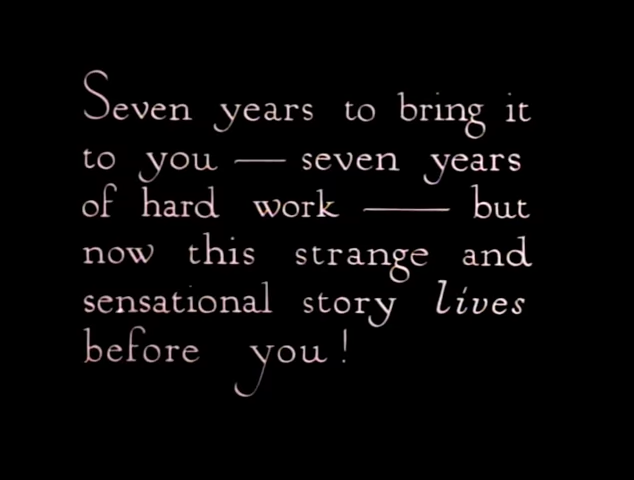 Seven years to bring it
to you — seven years
of hard work —— but
now this strange and
sensational story lives
before you!